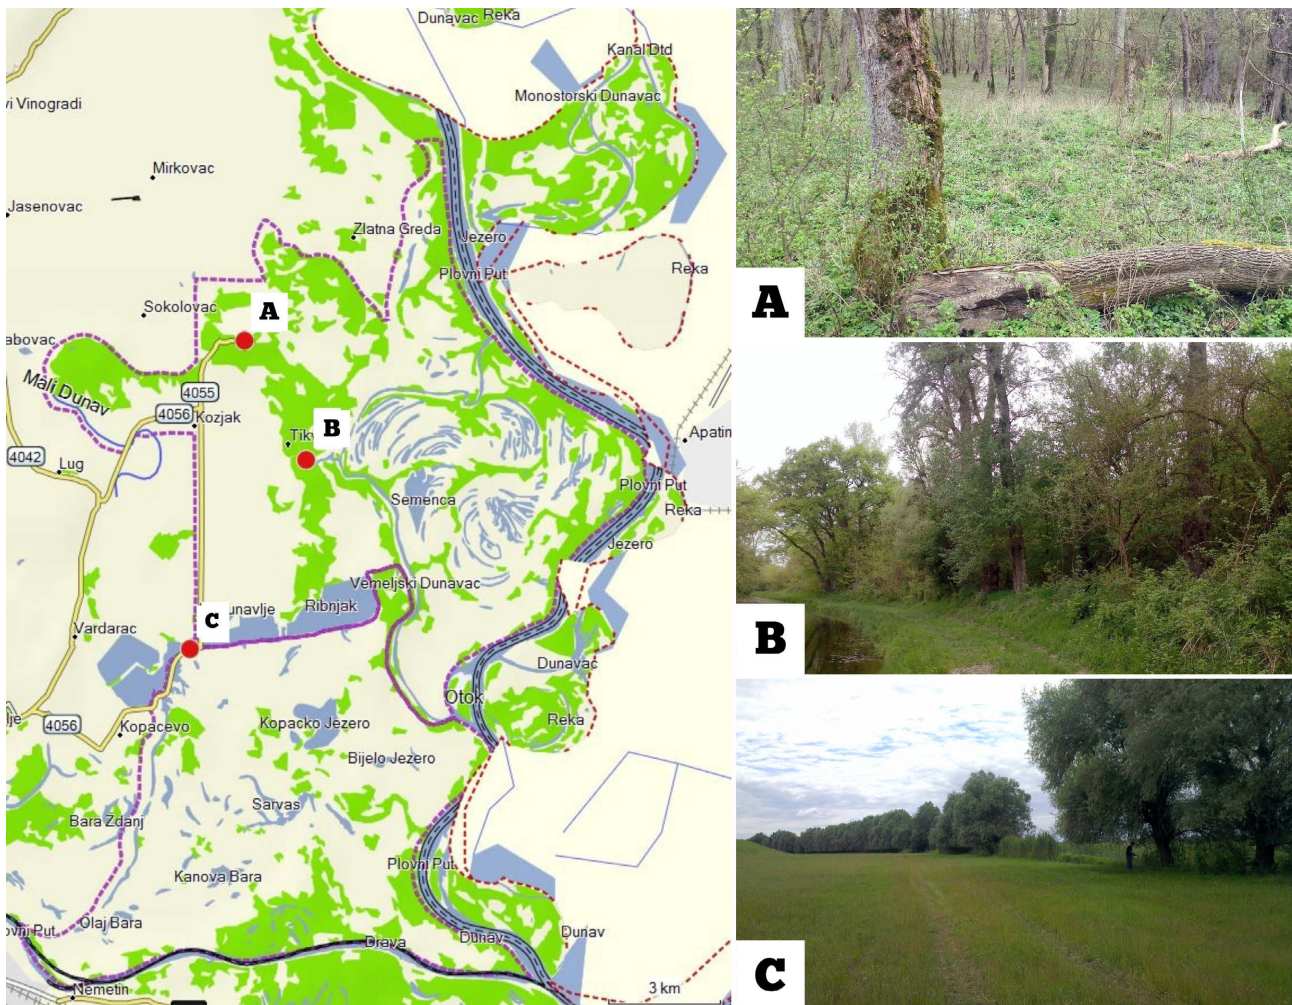 Dunavac Reka
Kanal Dtd
Monostorski Dunavac
vi Vinogradi
Mirkovac
Jasenovac
Zlatna Greda
Jezero
Plovni Put
Reka
Sokolovac
A
abovac
Mali Dunav
4055
4056
Kozjak
B
Tik
Apatin
4042
Lug
Plovni Put
Semenca
Reka
Jezero
Vemeljski Dunavac
Ribnjak
unavlje
C
Vardarac
Dunavac
Otok
Reka
4056
Kopacevo
Kopacko Jezero
Bijelo Jezero
Sarvas
Bara Zdanj
Plovni Put
Kanova Bara
Olaj Bara
ovni Put
Drava
Dunav
Dunav
Nemetin
3 km
A
B
C